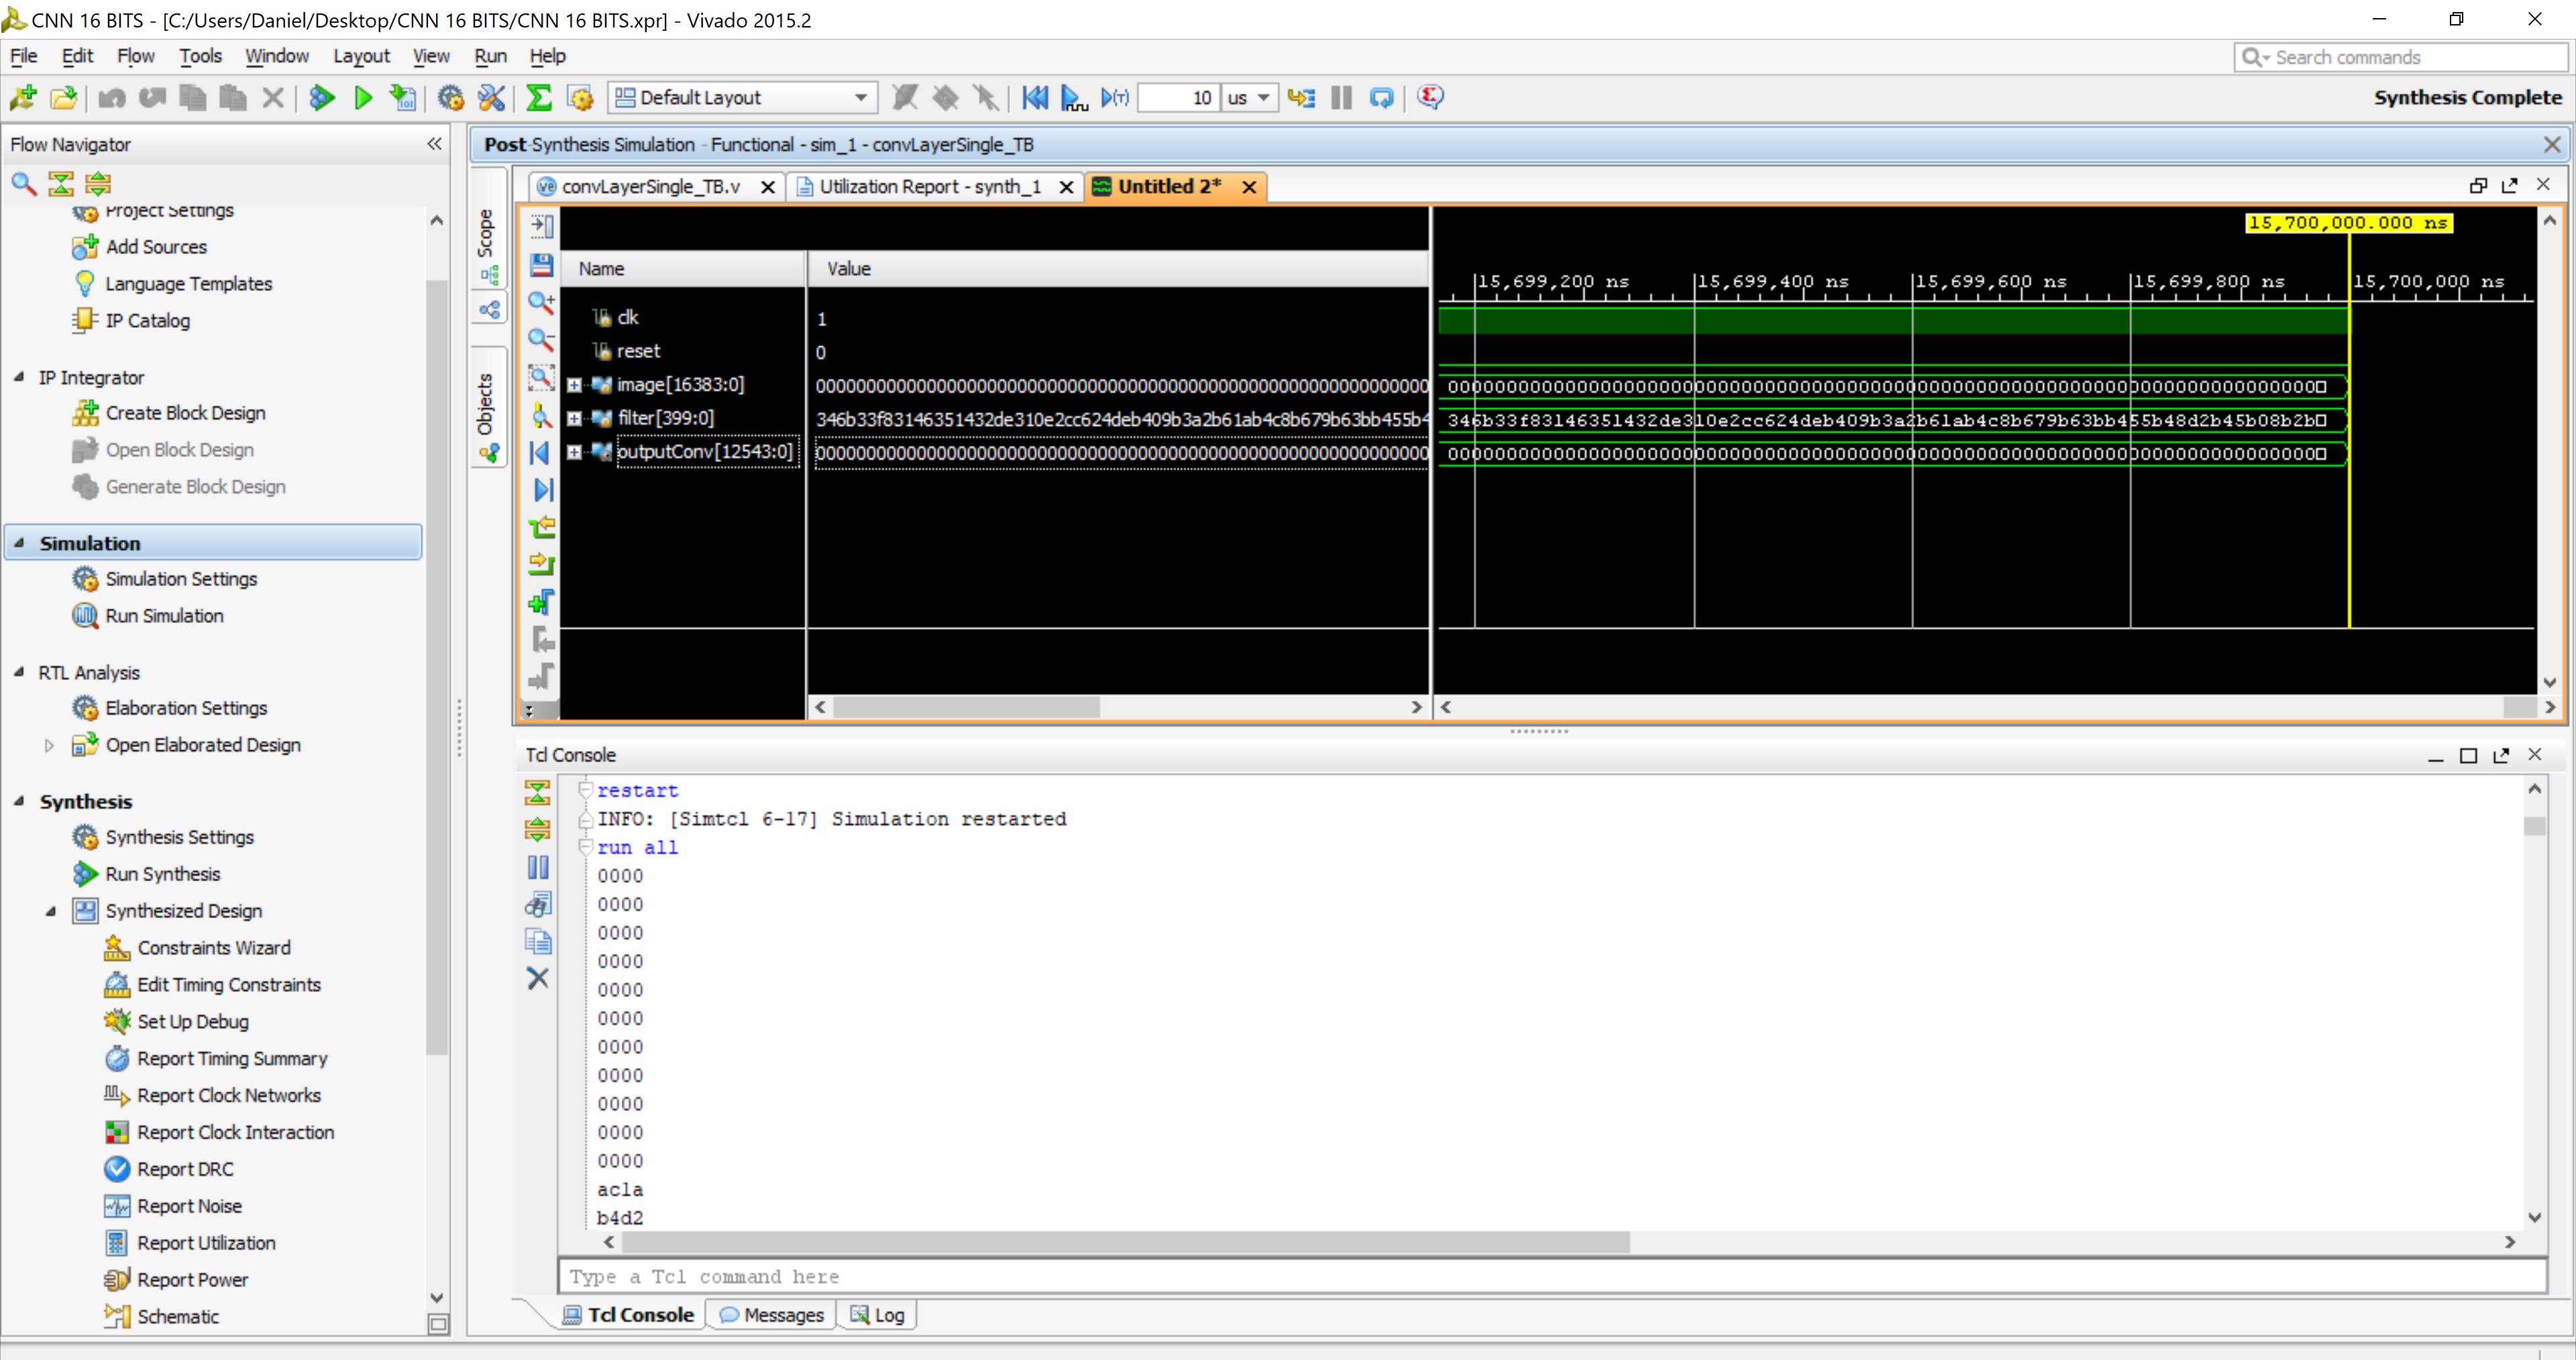 CNN 16 BITS - [C:/Users/Daniel/Desktop/CNN 16 BITS/CNN 16 BITS.xpr] - Vivado 2015.2
File Edit Flow Tools Window Layout View Run Help
Search commands
Default Layout
10 us
Synthesis Complete
Flow Navigator
Project Settings
Add Sources
Language Templates
IP Catalog
IP Integrator
Create Block Design
Open Block Design
Generate Block Design
Simulation
Simulation Settings
Run Simulation
RTL Analysis
Elaboration Settings
Open Elaborated Design
Synthesis
Synthesis Settings
Run Synthesis
Synthesized Design
Constraints Wizard
Edit Timing Constraints
Set Up Debug
Report Timing Summary
Report Clock Networks
Report Clock Interaction
Report DRC
Report Noise
Report Utilization
Report Power
Schematic
Post-Synthesis Simulation - Functional - sim_1 - convLayerSingle_TB
Scope
Objects
convLayerSingle_TB.v
Utilization Report - synth_1
Untitled 2*
15,700,000.000 ns
Name Value
15,699,200 ns 15,699,400 ns 15,699,600 ns 15,699,800 ns 15,700,000 ns
clk 1
reset 0
image[16383:0]
filter[399:0] 346b33f83146351432de310e2cc624deb409b3a2b61ab4c8b679b63bb455b4 346b33f83146351432de310e2cc624deb409b3a2b61ab4c8b679b63bb455b48d2b45b08b2b
outputConv[12543:0]
Tcl Console
restart
INFO: [Simtcl 6-17] Simulation restarted
run all
0000
0000
0000
0000
0000
0000
0000
0000
0000
0000
0000
ac1a
b4d2
Type a Tcl command here
Tcl Console Messages Log